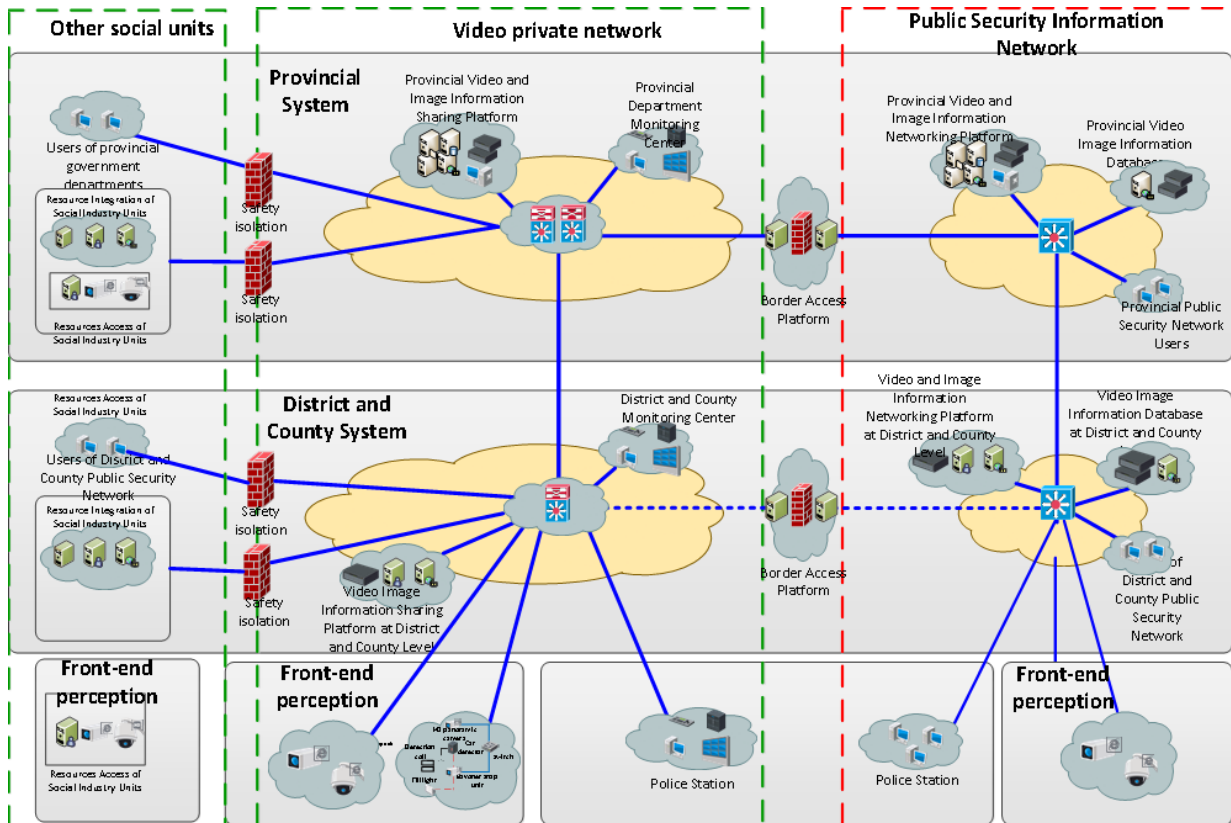 Other social units
Video private network
Public Security Information
Network
Provincial
System
Provincial Video and
Image Information
Sharing Platform
Provincial
Department
Monitoring
Center
Provincial Video and
Image Information
Networking Platform
Provincial Video
Image Information
Database
Users of provincial
government
departments
Safety
isolation
Resource Integration of
Social Industry Units
Resources Access of
Social Industry Units
Safety
isolation
Border Access
Platform
Provincial Public
Security Network
Users
Resources Access of
Social Industry Units
Users of District and
County Public Security
Network
District and
County System
District and County
Monitoring Center
Video and Image
Information
Networking Platform
at District and County
Level
Video Image
Information Database
at District and County
Resource Integration of
Social Industry Units
Safety
isolation
Safety
isolation
Video Image
Information Sharing
Platform at District
and County Level
Border Access
Platform
of
District and
County Public
Security
Network
Front-end
perception
Resources Access of
Social Industry Units
Front-end
perception
Car
detector
Detection
unit
Police Station
Police Station
Front-end
perception